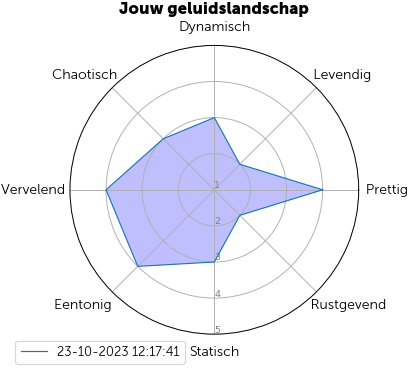 Jouw geluidslandschap
Dynamisch
Chaotisch
Levendig
Vervelend
1
Prettig
2
3
4
Eentonig
Rustgevend
5
23-10-2023 12:17:41
Statisch